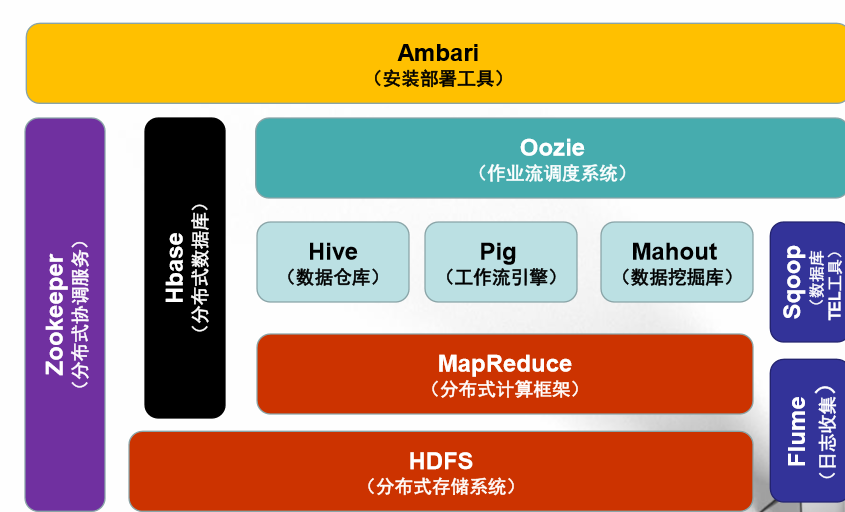 Ambari
（安装部署工具）
Zookeeper
（分布式协调服务）
Hbase
（分布式数据库）
Oozie
（作业流调度系统）
Hive
（数据仓库）
Pig
（工作流引擎）
Mahout
（数据挖掘库）
Sqoop
（数据库
TEL工具）
MapReduce
（分布式计算框架）
Flume
（日志收集）
HDFS
（分布式存储系统）